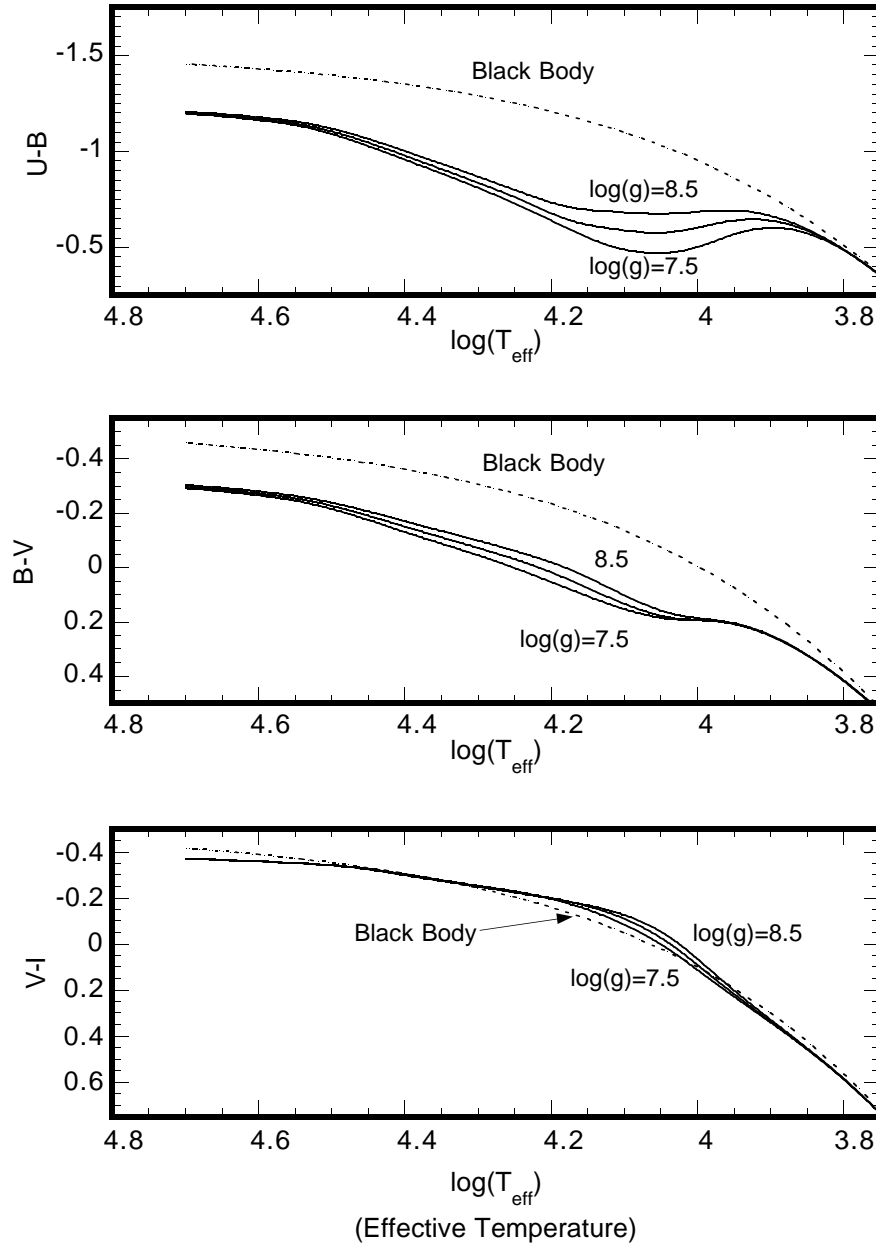 -1.5
Black Body
-1
U-B
log(g)=8.5
-0.5
log(g)=7.5
4.8 4.6 4.4 4.2 4 3.8
log(T_eff)
-0.4
Black Body
-0.2
0
8.5
B-V
0.2
log(g)=7.5
0.4
4.8 4.6 4.4 4.2 4 3.8
log(T_eff)
-0.4
-0.2
Black Body
log(g)=8.5
0
V-I
log(g)=7.5
0.2
0.4
0.6
4.8 4.6 4.4 4.2 4 3.8
log(T_eff)
(Effective Temperature)